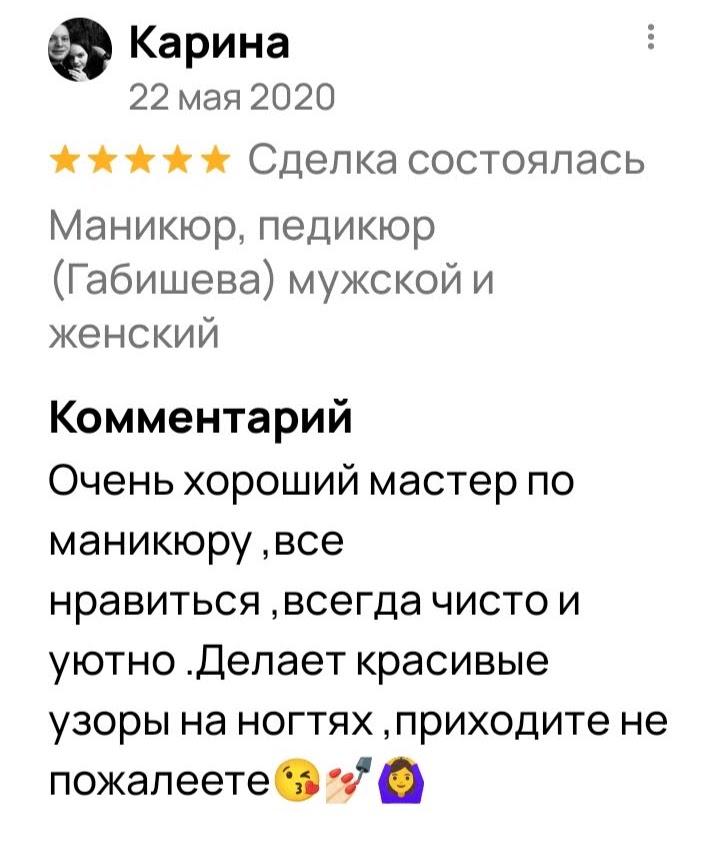 Карина
22 мая 2020
★★★★★ Сделка состоялась
Маникюр, педикюр
(Габишева) мужской и
женский
Комментарий
Очень хороший мастер по
маникюру ,все
нравиться ,всегда чисто и
уютно .Делает красивые
узоры на ногтях ,приходите не
пожалеете😘💅🏻🙆‍♀️